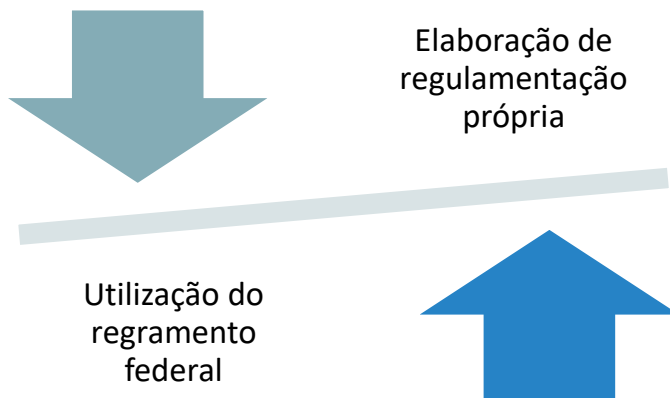 Elaboração de
regulamentação
própria
Utilização do
regramento
federal